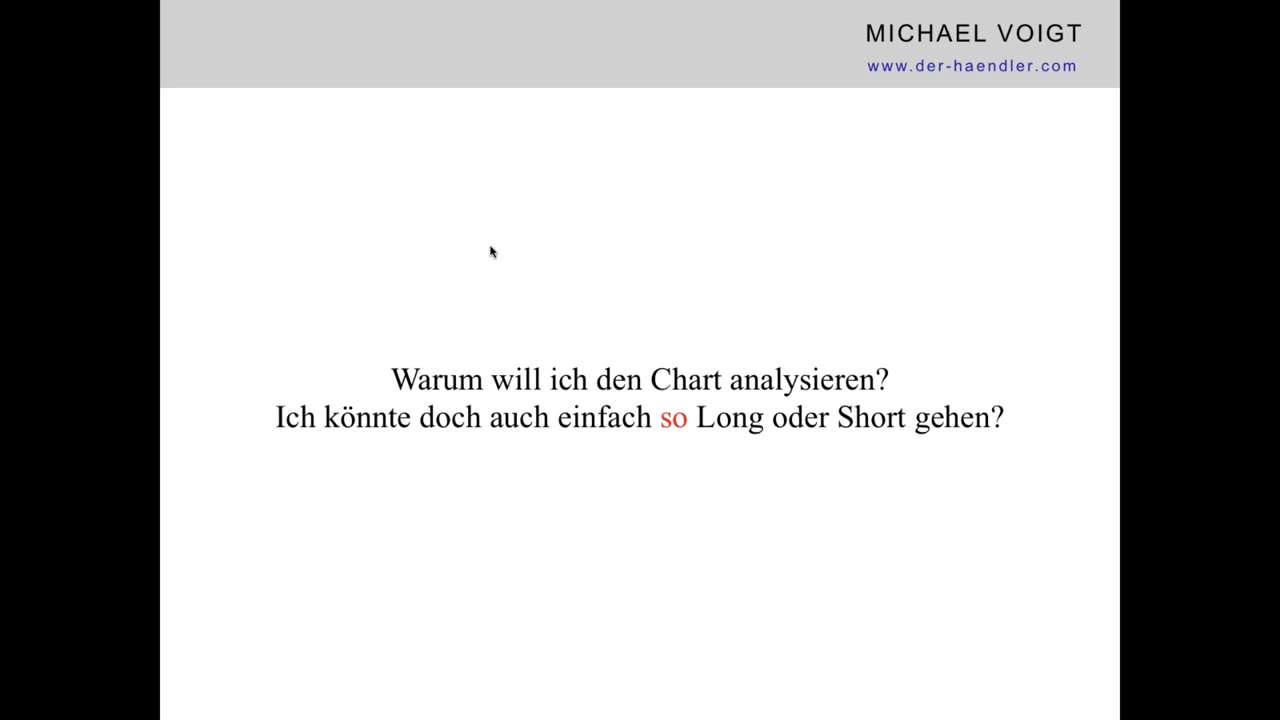 MICHAEL VOIGT
www.der-haendler.com
Warum will ich den Chart analysieren?
Ich könnte doch auch einfach so Long oder Short gehen?